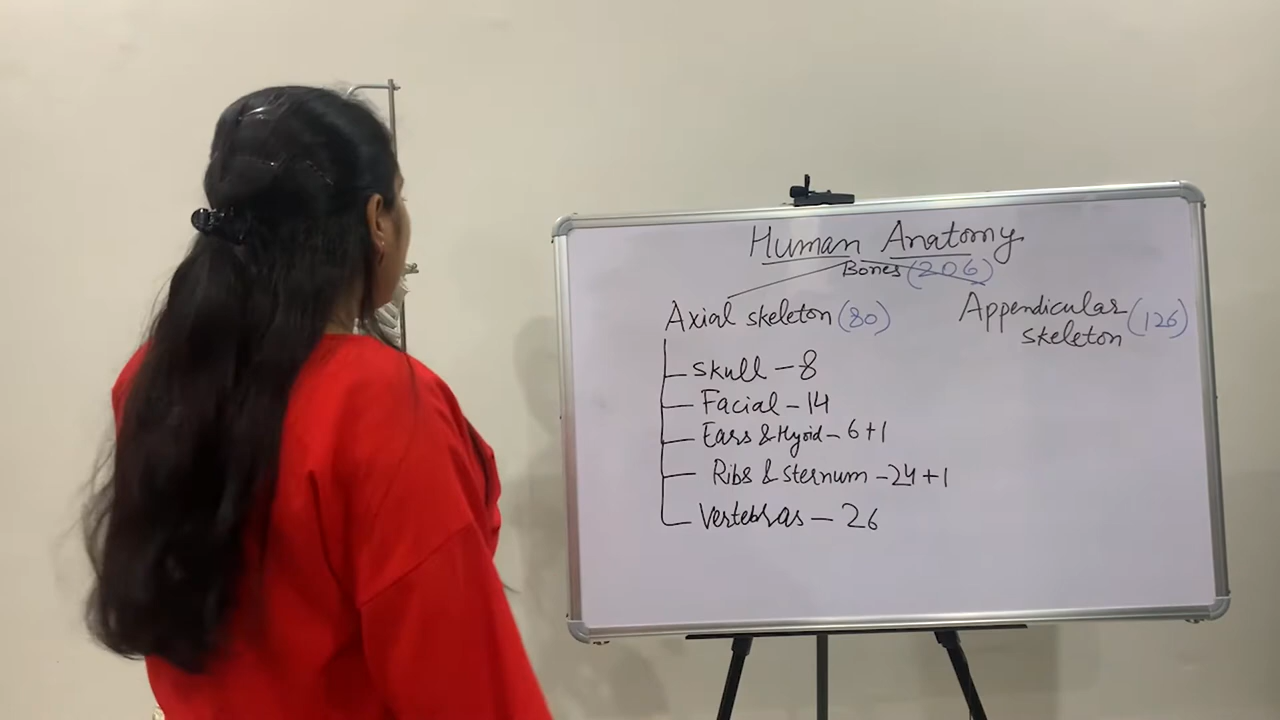 Human Anatomy
Bones (206)
Axial skeleton (80)
Appendicular skeleton (126)
Skull - 8
Facial - 14
Ears & Hyoid - 6+1
Ribs & Sternum - 24+1
Vertebras - 26